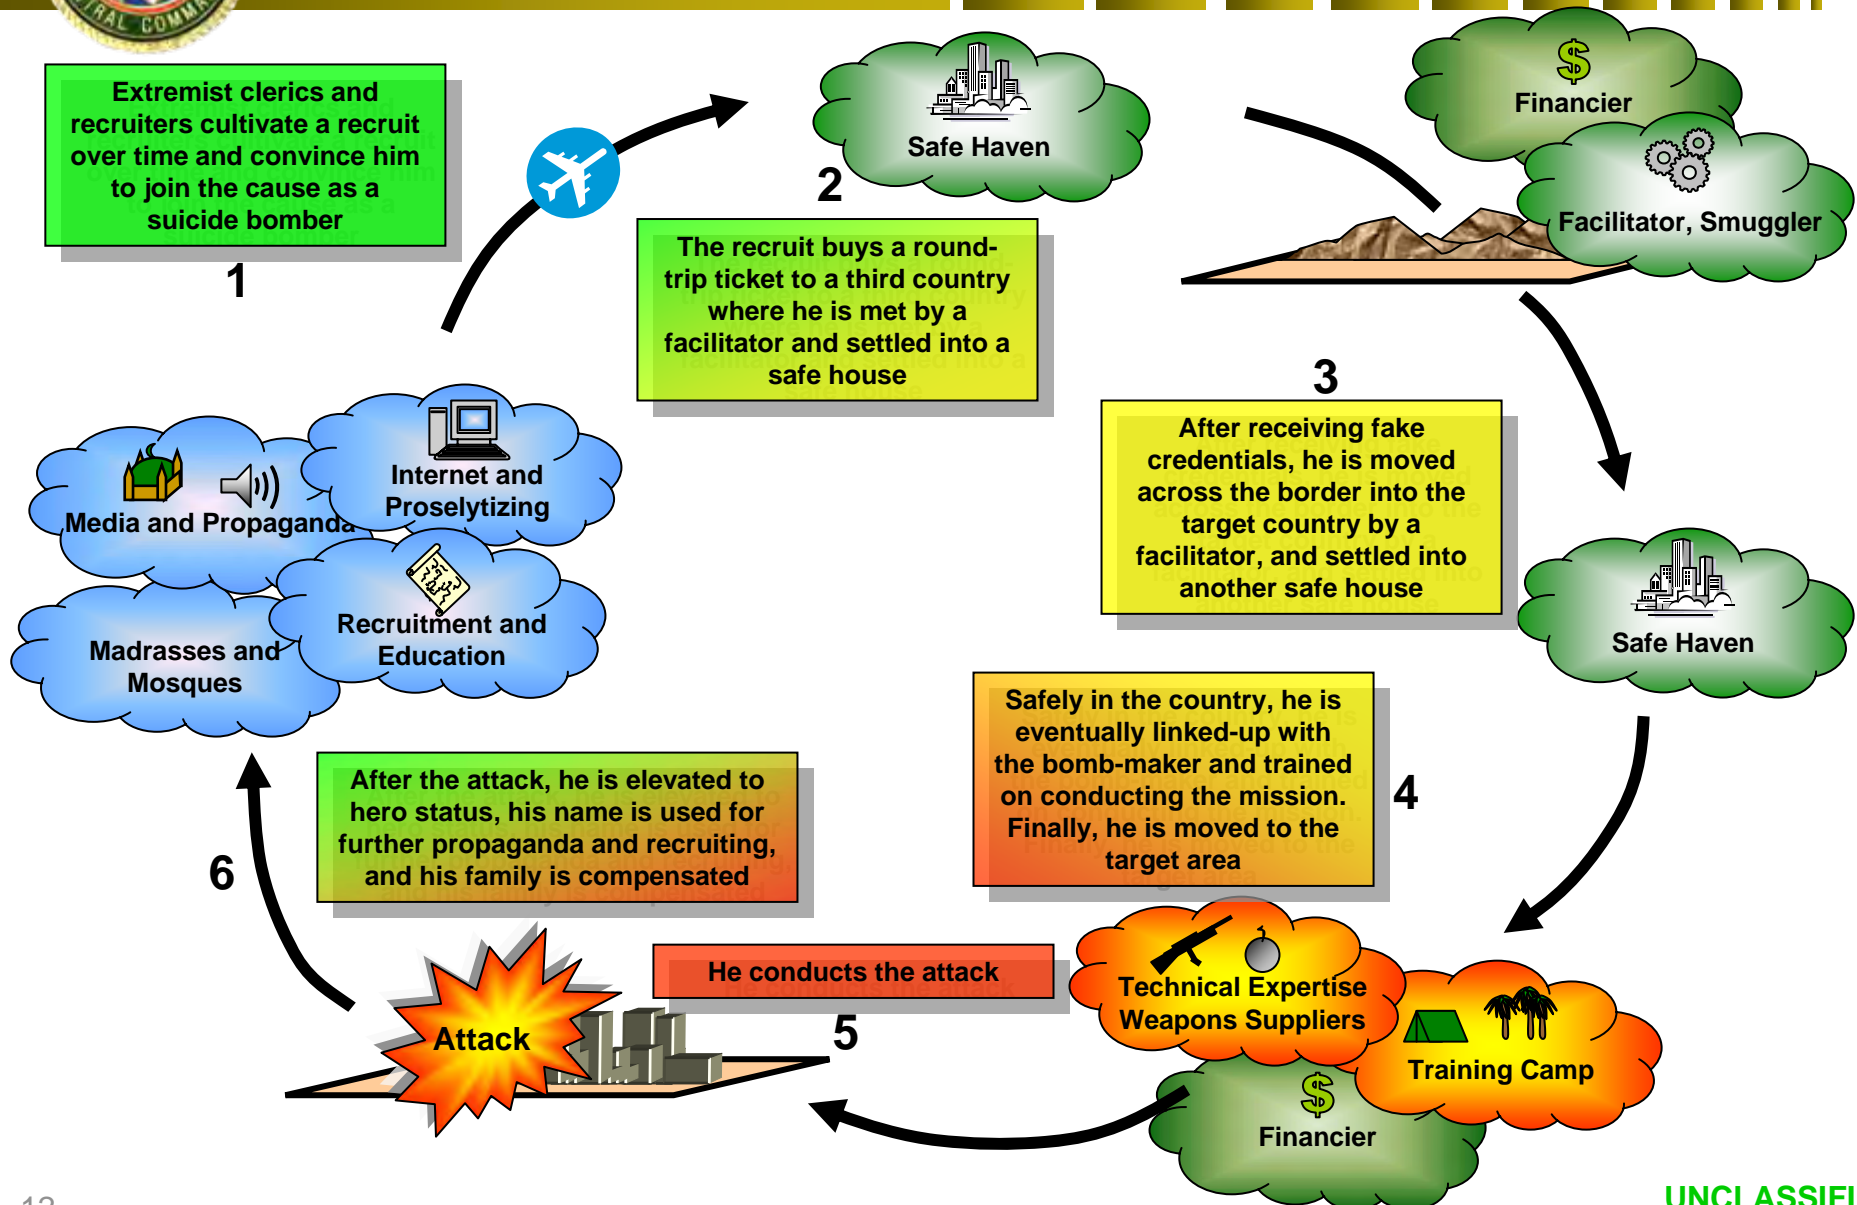 TRAL COMM
Extremist clerics and
recruiters cultivate a recruit
over time and convince him
to join the cause as a
suicide bomber
1
Safe Haven
2
The recruit buys a round-
trip ticket to a third country
where he is met by a
facilitator and settled into a
safe house
$
Financier
Facilitator, Smuggler
3
After receiving fake
credentials, he is moved
across the border into the
target country by a
facilitator, and settled into
another safe house
Safe Haven
Internet and
Proselytizing
Media and Propaganda
Recruitment and
Education
Madrasses and
Mosques
Safely in the country, he is
eventually linked-up with
the bomb-maker and trained
on conducting the mission.
Finally, he is moved to the
target area
4
Technical Expertise
Weapons Suppliers
Training Camp
$
Financier
He conducts the attack
5
Attack
After the attack, he is elevated to
hero status, his name is used for
further propaganda and recruiting,
and his family is compensated
6
12
UNCLASSIFI